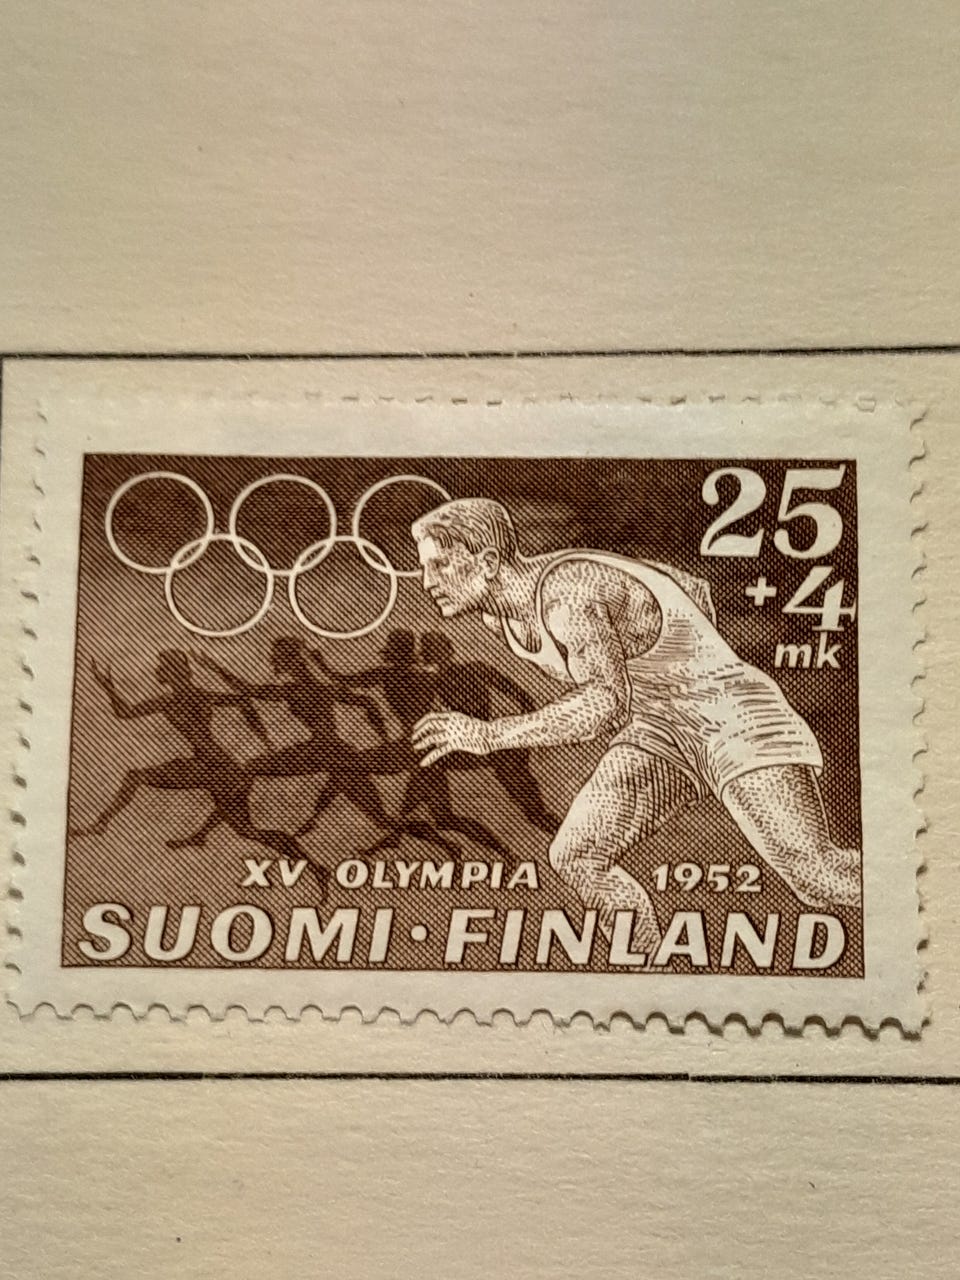 25
+4
mk
XV OLYMPIA 1952
SUOMI · FINLAND